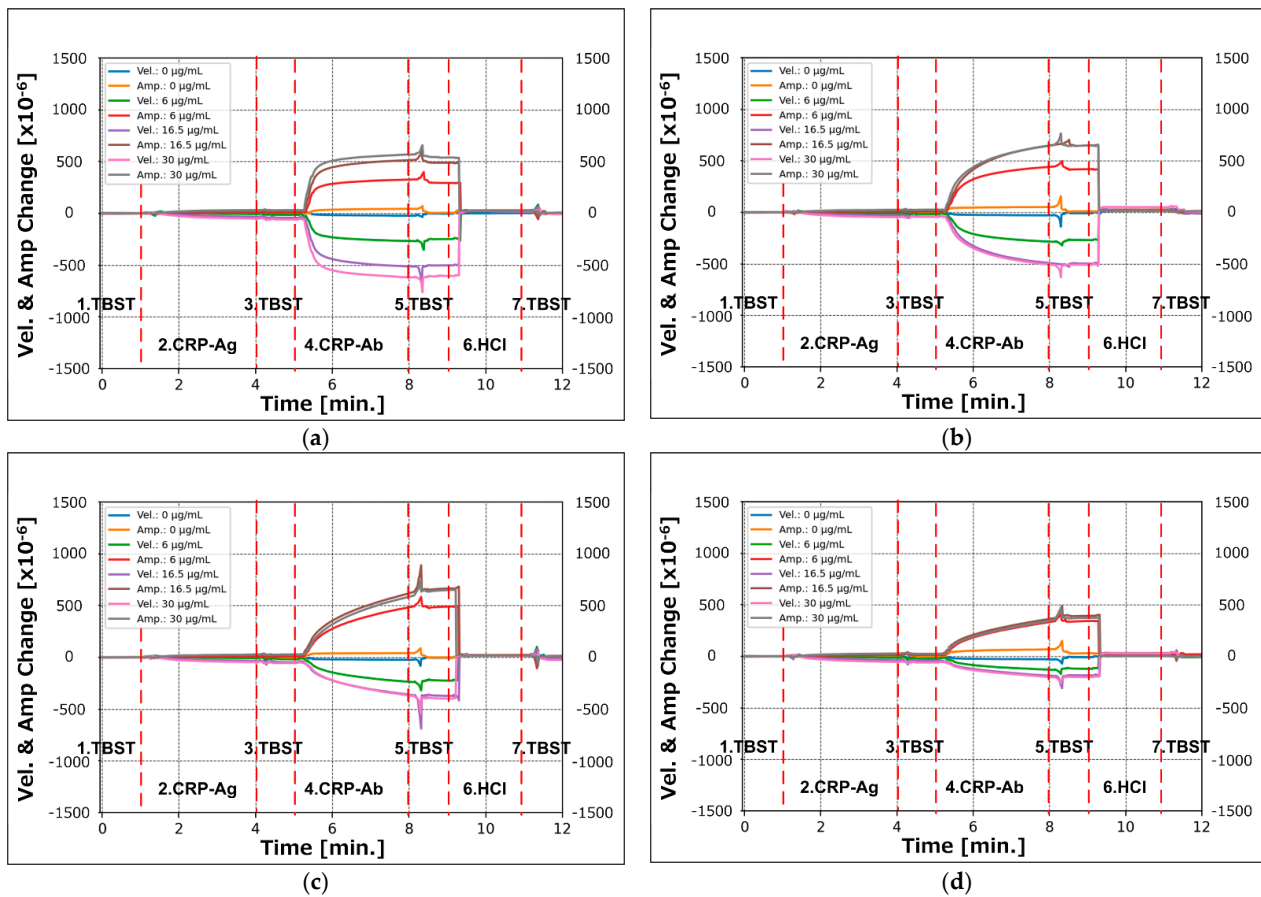 1500
1000
500
0
-500
-1000
-1500
Vel. & Amp Change [x10⁻⁶]
Vel.: 0 µg/mL
Amp.: 0 µg/mL
Vel.: 6 µg/mL
Amp.: 6 µg/mL
Vel.: 16.5 µg/mL
Amp.: 16.5 µg/mL
Vel.: 30 µg/mL
Amp.: 30 µg/mL
1.TBST
3.TBST
5.TBST
7.TBST
2.CRP-Ag
4.CRP-Ab
6.HCl
1500
1000
500
0
-500
-1000
-1500
0 2 4 6 8 10 12
Time [min.]
(a)
1500
1000
500
0
-500
-1000
-1500
Vel. & Amp Change [x10⁻⁶]
Vel.: 0 µg/mL
Amp.: 0 µg/mL
Vel.: 6 µg/mL
Amp.: 6 µg/mL
Vel.: 16.5 µg/mL
Amp.: 16.5 µg/mL
Vel.: 30 µg/mL
Amp.: 30 µg/mL
1.TBST
3.TBST
5.TBST
7.TBST
2.CRP-Ag
4.CRP-Ab
6.HCl
1500
1000
500
0
-500
-1000
-1500
0 2 4 6 8 10 12
Time [min.]
(b)
1500
1000
500
0
-500
-1000
-1500
Vel. & Amp Change [x10⁻⁶]
Vel.: 0 µg/mL
Amp.: 0 µg/mL
Vel.: 6 µg/mL
Amp.: 6 µg/mL
Vel.: 16.5 µg/mL
Amp.: 16.5 µg/mL
Vel.: 30 µg/mL
Amp.: 30 µg/mL
1.TBST
3.TBST
5.TBST
7.TBST
2.CRP-Ag
4.CRP-Ab
6.HCl
1500
1000
500
0
-500
-1000
-1500
0 2 4 6 8 10 12
Time [min.]
(c)
1500
1000
500
0
-500
-1000
-1500
Vel. & Amp Change [x10⁻⁶]
Vel.: 0 µg/mL
Amp.: 0 µg/mL
Vel.: 6 µg/mL
Amp.: 6 µg/mL
Vel.: 16.5 µg/mL
Amp.: 16.5 µg/mL
Vel.: 30 µg/mL
Amp.: 30 µg/mL
1.TBST
3.TBST
5.TBST
7.TBST
2.CRP-Ag
4.CRP-Ab
6.HCl
1500
1000
500
0
-500
-1000
-1500
0 2 4 6 8 10 12
Time [min.]
(d)